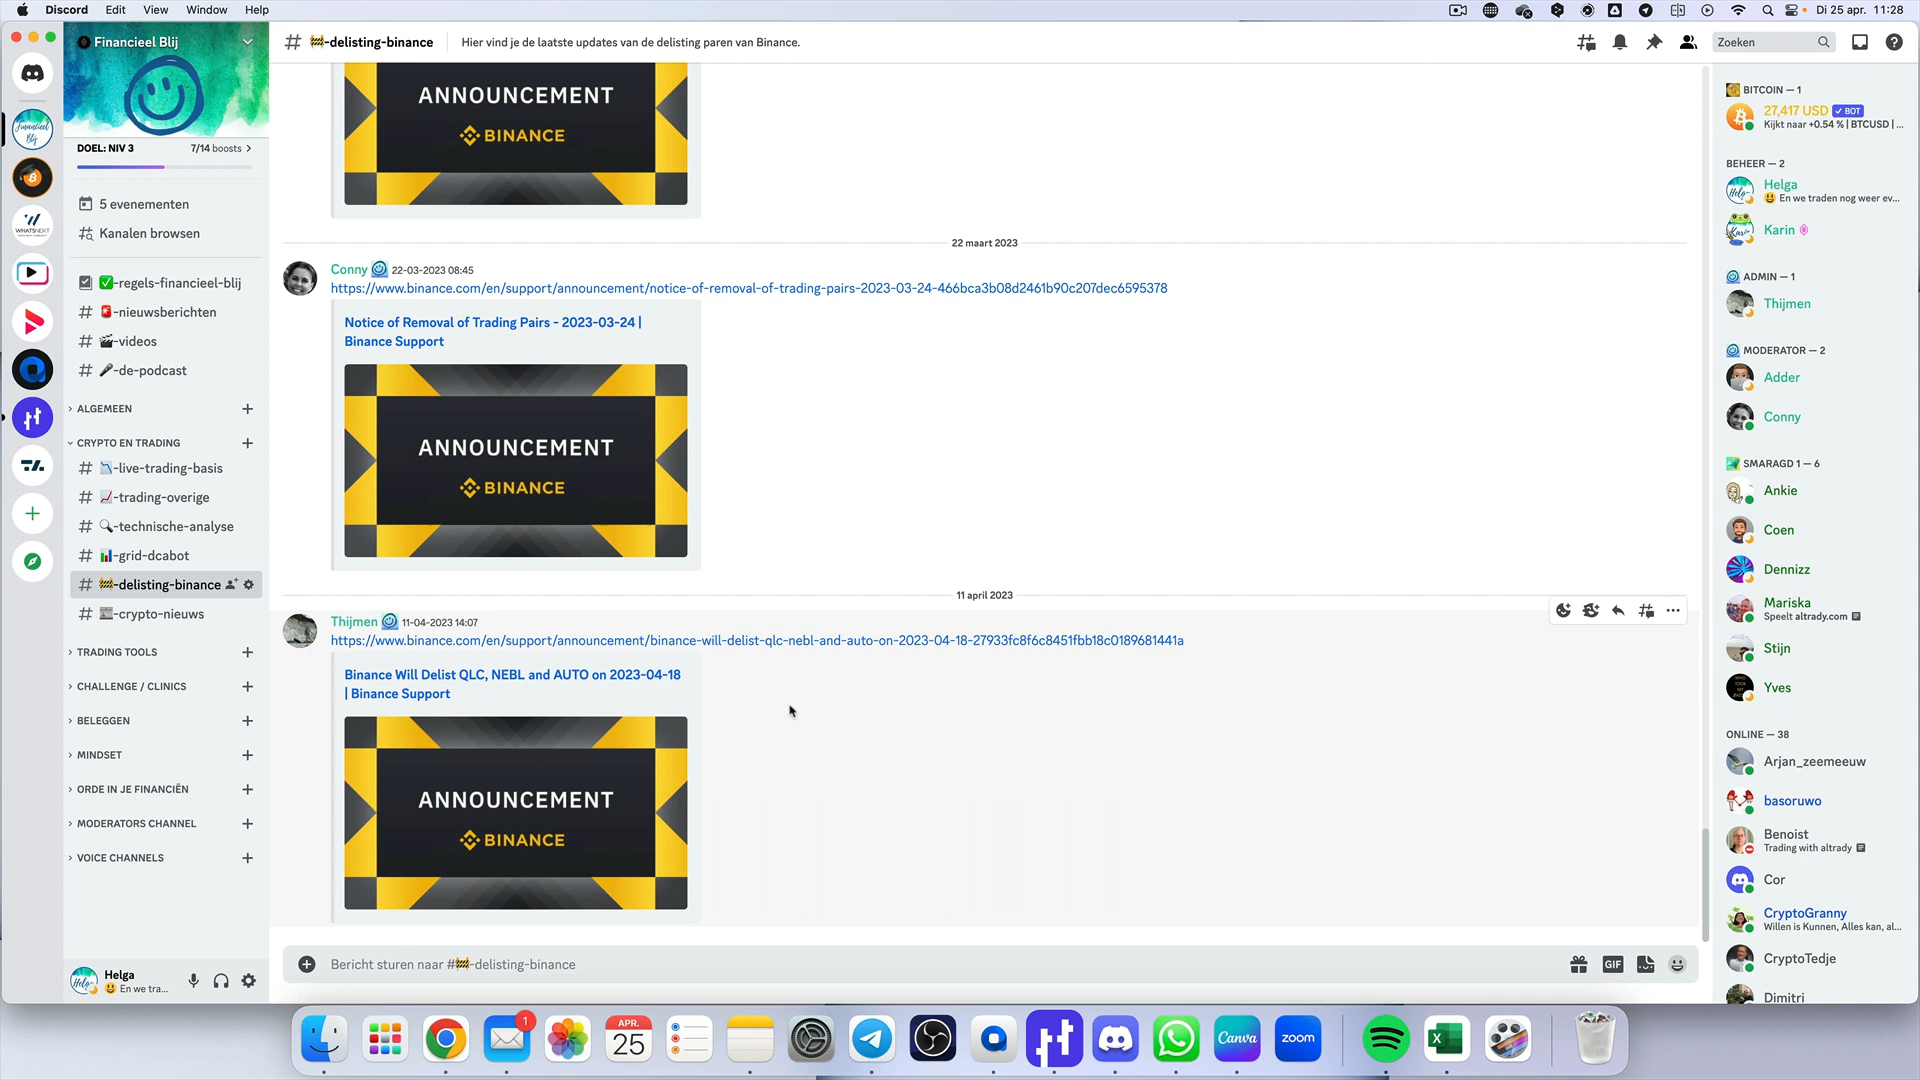 Discord Edit View Window Help Di 25 apr. 11:28
Financieel Blij
DOEL: NIV 3 7/14 boosts
5 evenementen
Kanalen browsen
✅-regels-financieel-blij
🚨-nieuwsberichten
🎬-videos
🎤-de-podcast
ALGEMEEN
CRYPTO EN TRADING
📉-live-trading-basis
📈-trading-overige
🔍-technische-analyse
📊-grid-dcabot
🚧-delisting-binance
📰-crypto-nieuws
TRADING TOOLS
CHALLENGE / CLINICS
BELEGGEN
MINDSET
ORDE IN JE FINANCIËN
MODERATORS CHANNEL
VOICE CHANNELS
Helga
😃 En we tra...
# 🚧-delisting-binance Hier vind je de laatste updates van de delisting paren van Binance.
Zoeken
ANNOUNCEMENT
BINANCE
22 maart 2023
Conny 22-03-2023 08:45
https://www.binance.com/en/support/announcement/notice-of-removal-of-trading-pairs-2023-03-24-466bca3b08d2461b90c207dec6595378
Notice of Removal of Trading Pairs - 2023-03-24 |
Binance Support
ANNOUNCEMENT
BINANCE
11 april 2023
Thijmen 11-04-2023 14:07
https://www.binance.com/en/support/announcement/binance-will-delist-qlc-nebl-and-auto-on-2023-04-18-27933fc8f6c8451fbb18c0189681441a
Binance Will Delist QLC, NEBL and AUTO on 2023-04-18
| Binance Support
ANNOUNCEMENT
BINANCE
Bericht sturen naar #🚧-delisting-binance
GIF
BITCOIN — 1
27,417 USD ✓ BOT
Kijkt naar +0.54 % | BTCUSD | ...
BEHEER — 2
Helga
😃 En we traden nog weer ev...
Karin
ADMIN — 1
Thijmen
MODERATOR — 2
Adder
Conny
SMARAGD 1 — 6
Ankie
Coen
Dennizz
Mariska
Speelt altrady.com
Stijn
Yves
ONLINE — 38
Arjan_zeemeeuw
basoruwo
Benoist
Trading with altrady
Cor
CryptoGranny
Willen is Kunnen, Alles kan, al...
CryptoTedje
Dimitri
1
APR.
25
Canva
zoom